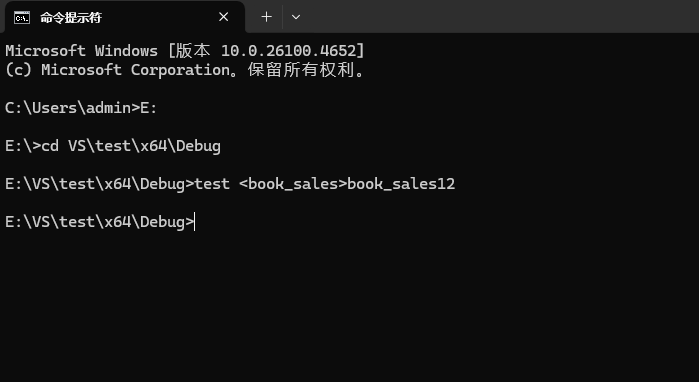 命令提示符
Microsoft Windows [版本 10.0.26100.4652]
(c) Microsoft Corporation。保留所有权利。
C:\Users\admin>E:
E:\>cd VS\test\x64\Debug
E:\VS\test\x64\Debug>test <book_sales>book_sales12
E:\VS\test\x64\Debug>